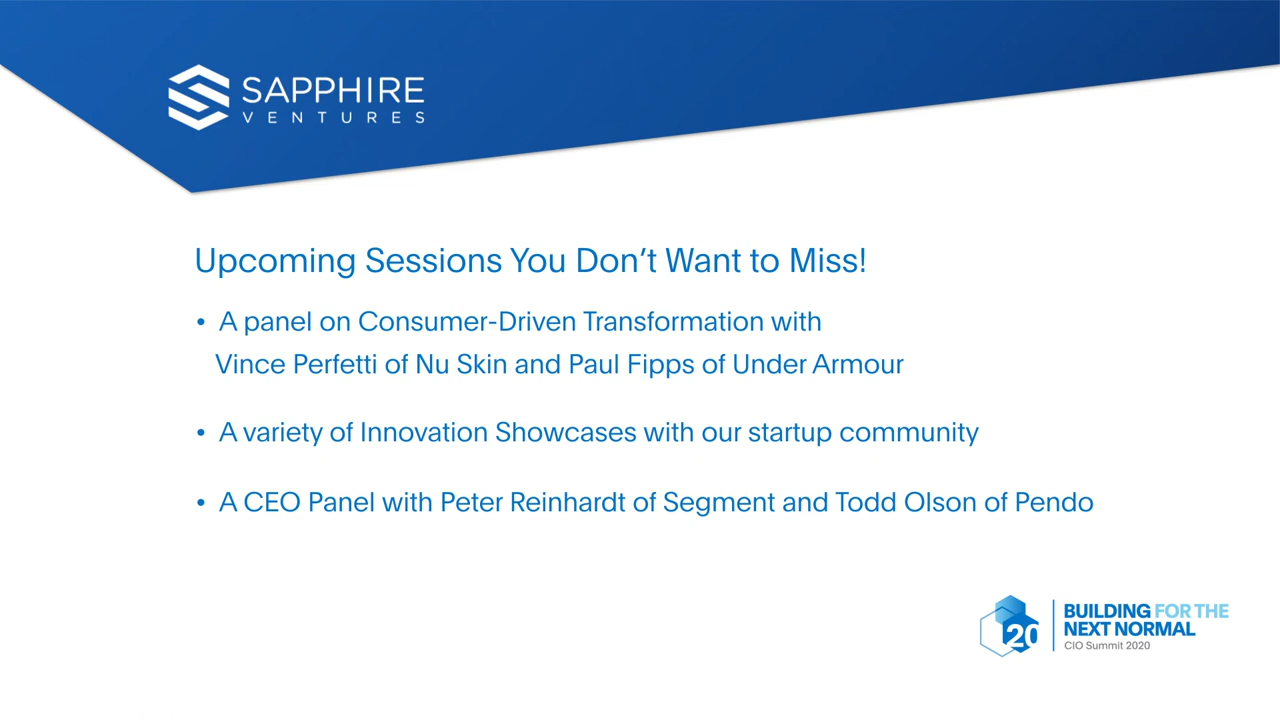 SAPPHIRE
VENTURES
Upcoming Sessions You Don't Want to Miss!
• A panel on Consumer-Driven Transformation with
Vince Perfetti of Nu Skin and Paul Fipps of Under Armour
• A variety of Innovation Showcases with our startup community
• A CEO Panel with Peter Reinhardt of Segment and Todd Olson of Pendo
20
BUILDING FOR THE
NEXT NORMAL
CIO Summit 2020